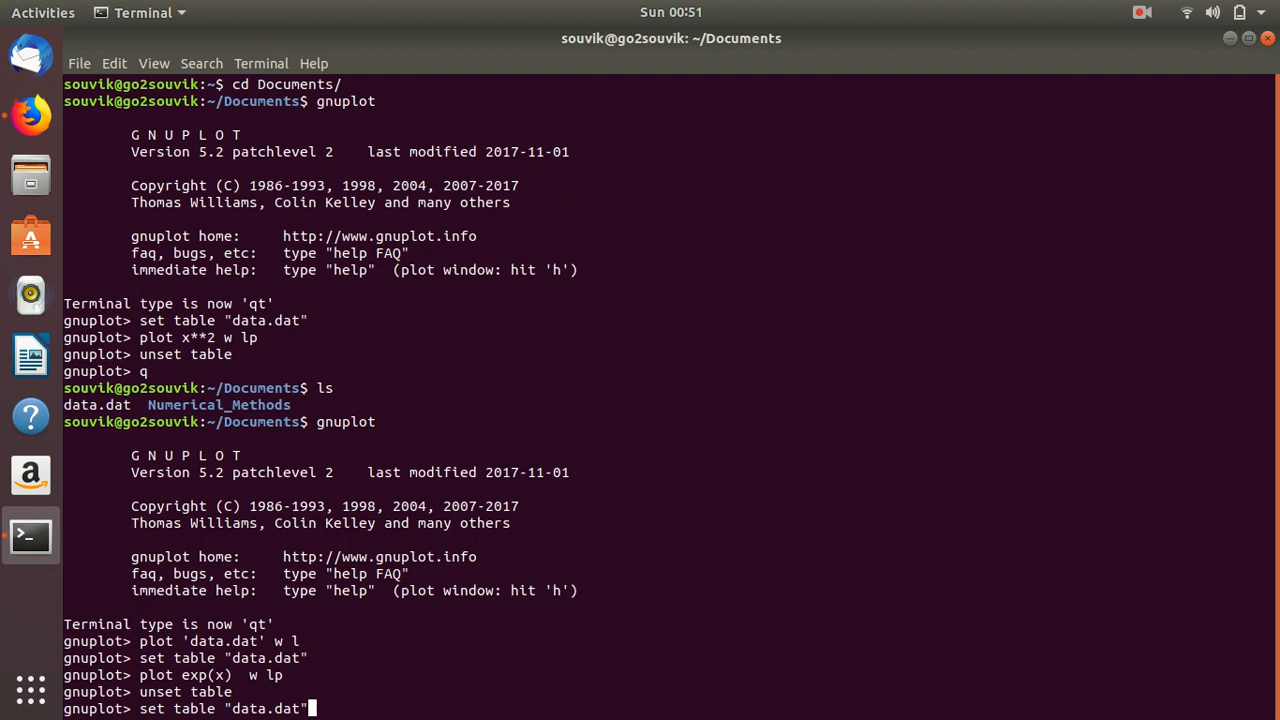 Activities
Terminal
Sun 00:51
souvik@go2souvik: ~/Documents
File Edit View Search Terminal Help
souvik@go2souvik:~$ cd Documents/
souvik@go2souvik:~/Documents$ gnuplot
G N U P L O T
Version 5.2 patchlevel 2    last modified 2017-11-01
Copyright (C) 1986-1993, 1998, 2004, 2007-2017
Thomas Williams, Colin Kelley and many others
gnuplot home:     http://www.gnuplot.info
faq, bugs, etc:   type "help FAQ"
immediate help:   type "help"  (plot window: hit 'h')
Terminal type is now 'qt'
gnuplot> set table "data.dat"
gnuplot> plot x**2 w lp
gnuplot> unset table
gnuplot> q
souvik@go2souvik:~/Documents$ ls
data.dat  Numerical_Methods
souvik@go2souvik:~/Documents$ gnuplot
G N U P L O T
Version 5.2 patchlevel 2    last modified 2017-11-01
Copyright (C) 1986-1993, 1998, 2004, 2007-2017
Thomas Williams, Colin Kelley and many others
gnuplot home:     http://www.gnuplot.info
faq, bugs, etc:   type "help FAQ"
immediate help:   type "help"  (plot window: hit 'h')
Terminal type is now 'qt'
gnuplot> plot 'data.dat' w l
gnuplot> set table "data.dat"
gnuplot> plot exp(x)  w lp
gnuplot> unset table
gnuplot> set table "data.dat"